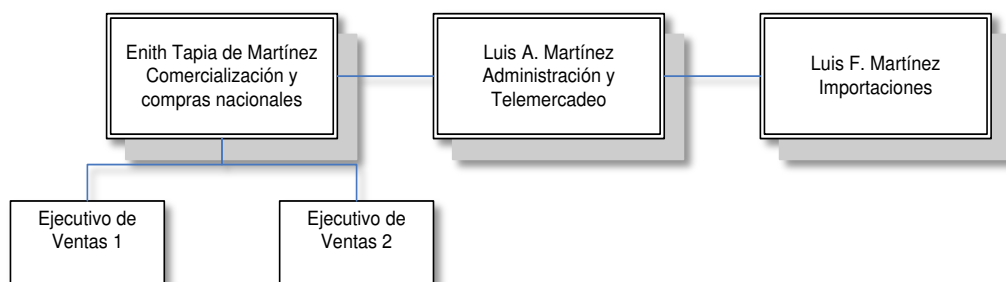 Enith Tapia de Martínez
Comercialización y
compras nacionales
Luis A. Martínez
Administración y
Telemercadeo
Luis F. Martínez
Importaciones
Ejecutivo de
Ventas 1
Ejecutivo de
Ventas 2